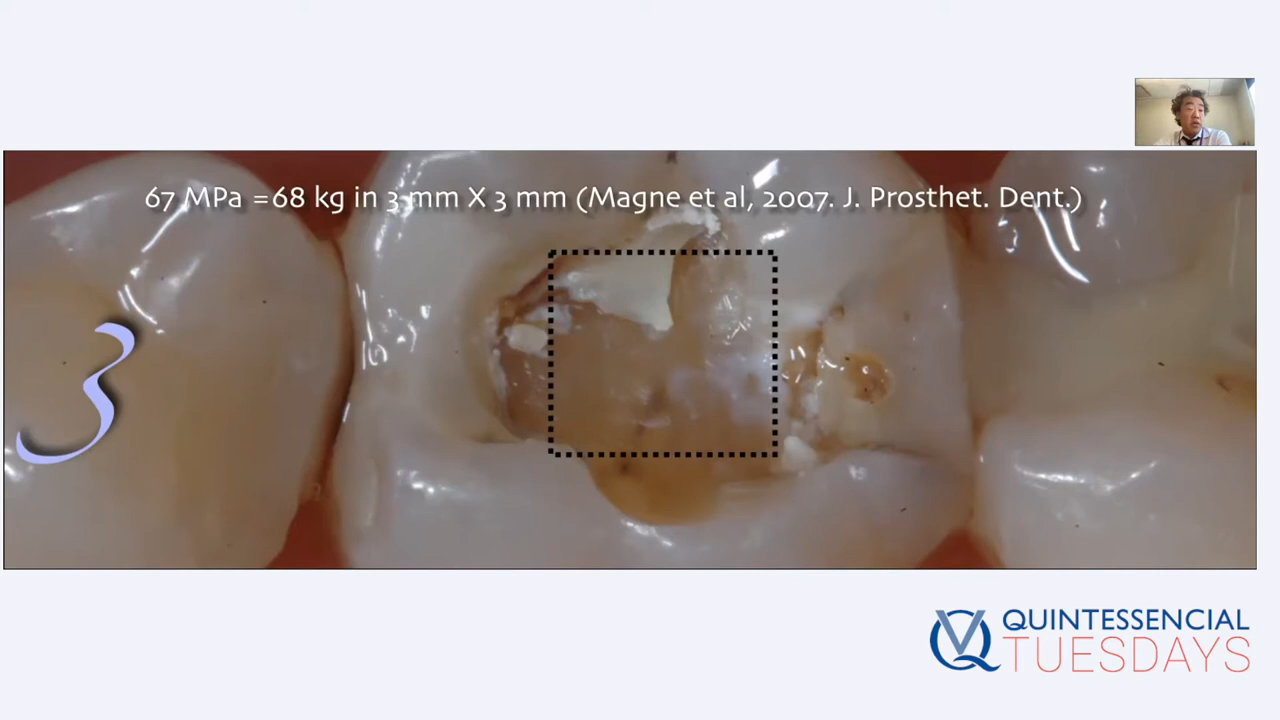 67 MPa =68 kg in 3 mm X 3 mm (Magne et al, 2007. J. Prosthet. Dent.)
3
QUINTESSENCIAL
TUESDAYS